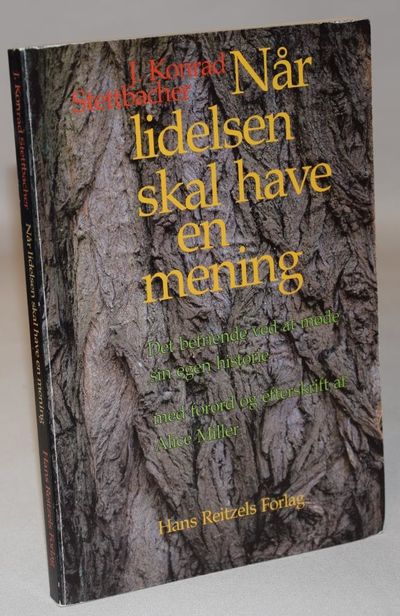 J. Konrad
Stettbacher
Når
lidelsen
skal have
en
mening
Det befriende ved at møde
sin egen historie
med forord og efterskrift af
Alice Miller
Hans Reitzels Forlag
J. Konrad Stettbacher Når lidelsen skal have en mening Hans Reitzels Forlag